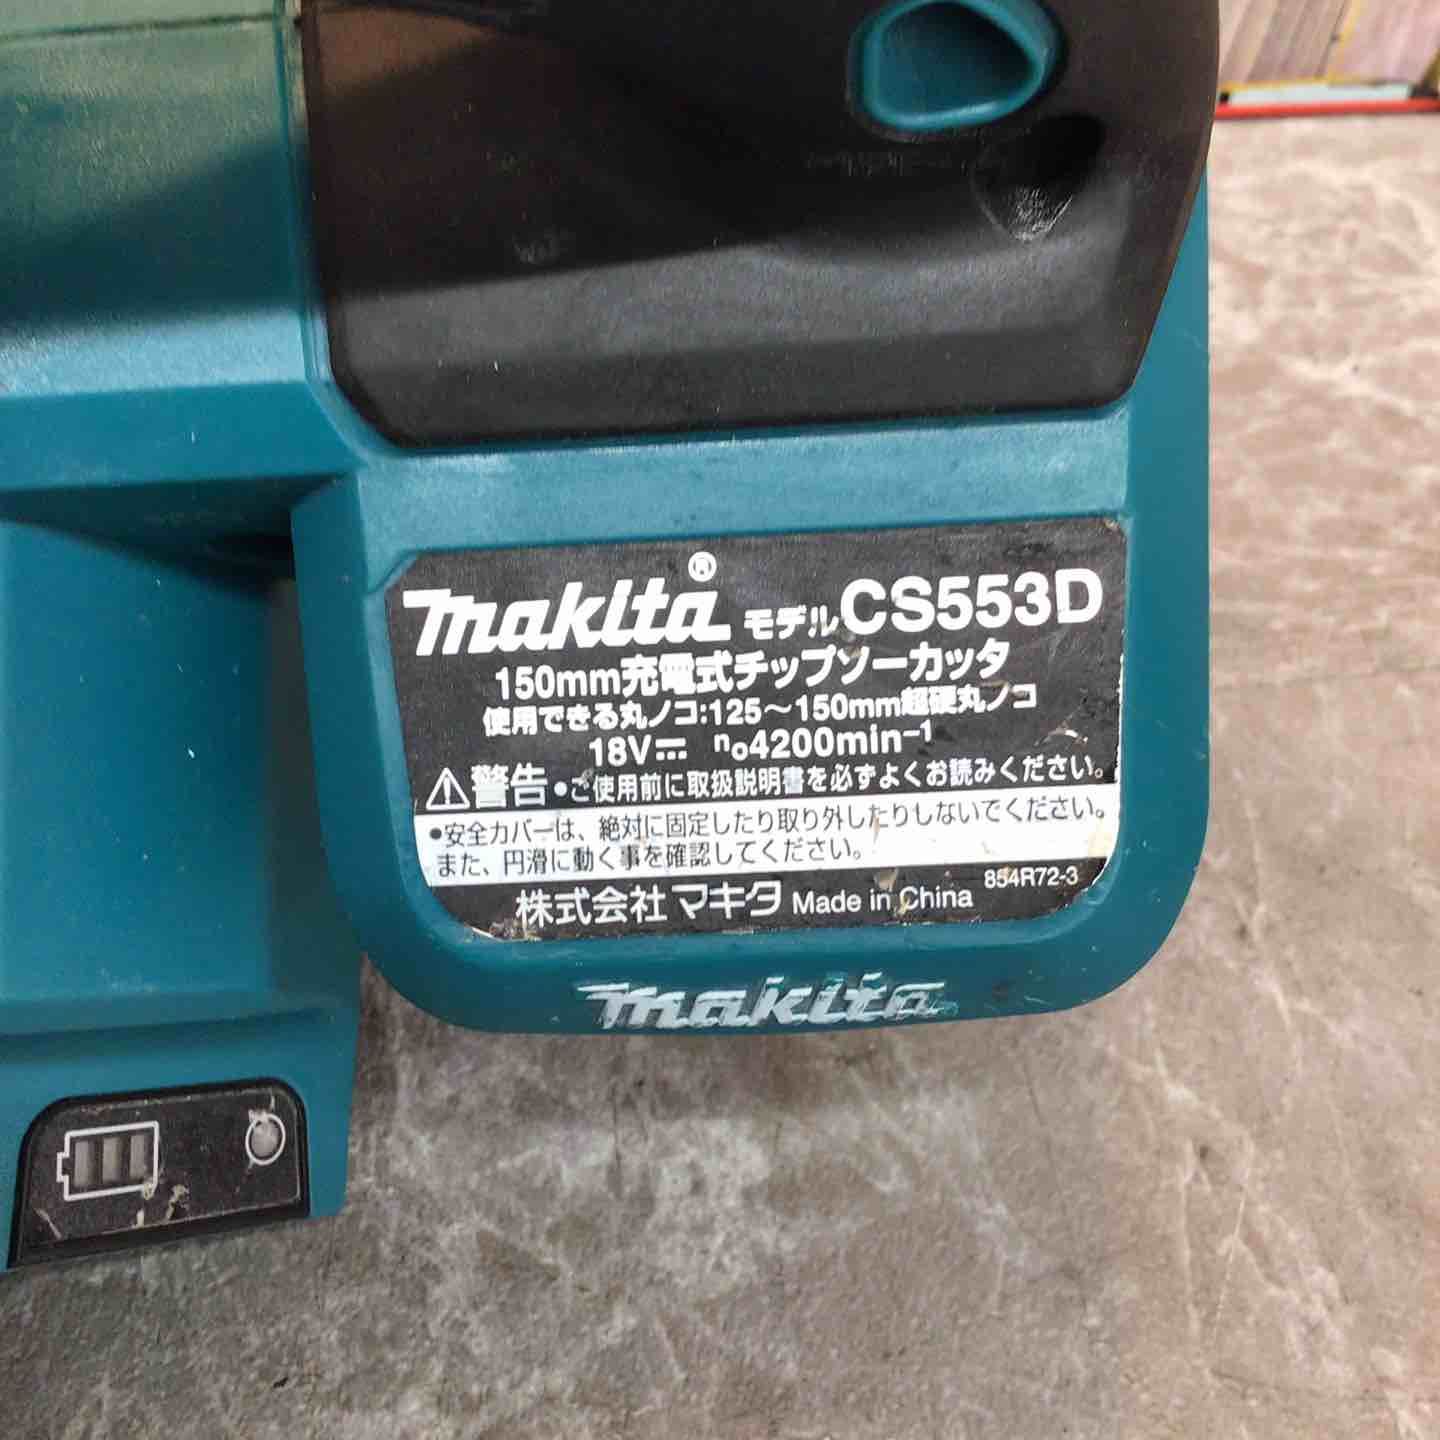 makita® モデルCS553D
150mm充電式チップソーカッタ
使用できる丸ノコ:125～150mm超硬丸ノコ
18V⎓ n₀4200min⁻¹
⚠警告 •ご使用前に取扱説明書を必ずよくお読みください。
•安全カバーは、絶対に固定したり取り外したりしないでください。
また、円滑に動く事を確認してください。
株式会社マキタ Made in China 854R72-3
makita